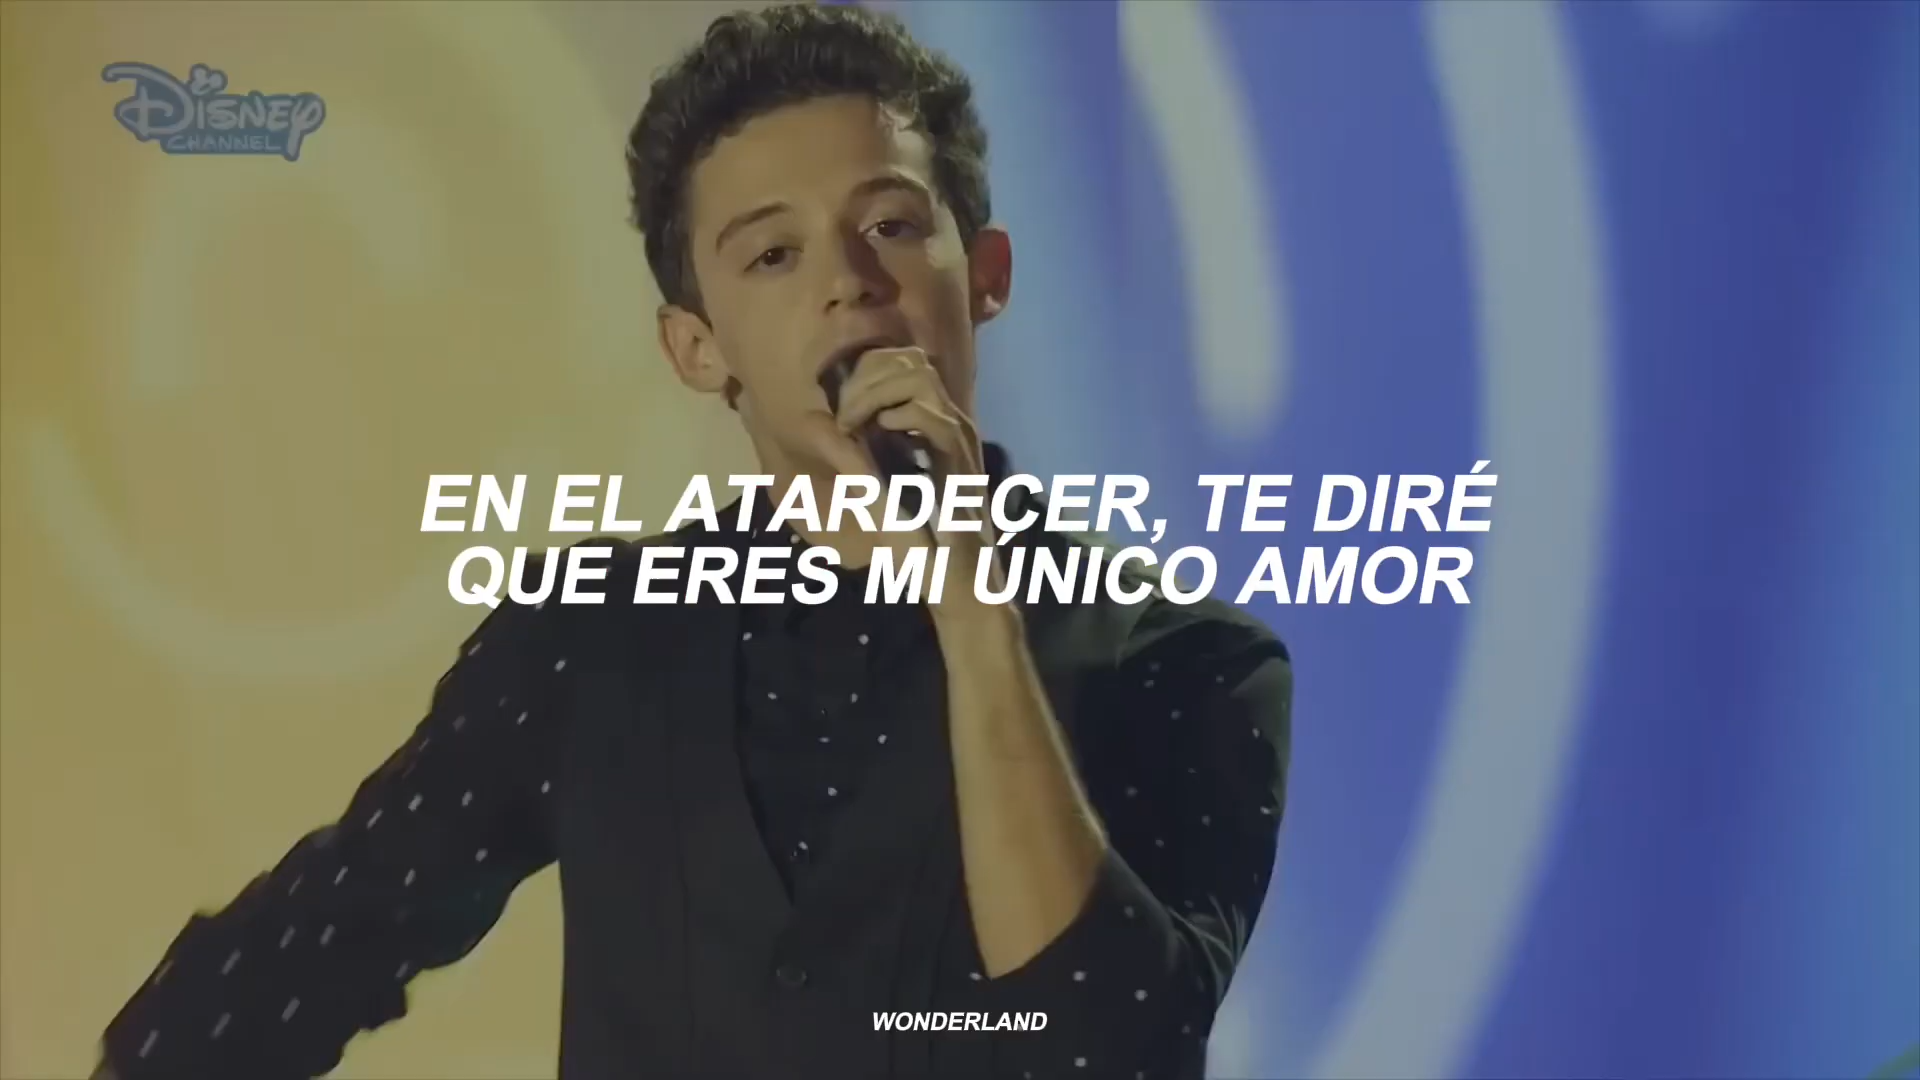 DISNEY
CHANNEL
EN EL ATARDECER, TE DIRÉ
QUE ERES MI ÚNICO AMOR
WONDERLAND